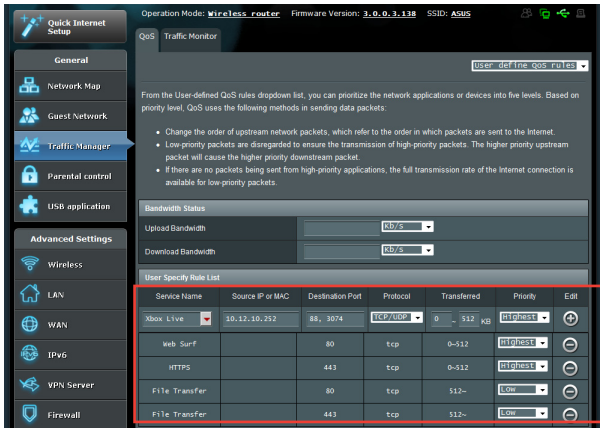 Operation Mode: Wireless router Firmware Version: 3.0.0.3.138 SSID: ASUS
Quick Internet Setup
QoS Traffic Monitor
General
User define QoS rules
Network Map
From the User-defined QoS rules dropdown list, you can prioritize the network applications or devices into five levels. Based on
priority level, QoS uses the following methods in sending data packets:
Guest Network
• Change the order of upstream network packets, which refer to the order in which packets are sent to the Internet.
Traffic Manager
• Low-priority packets are disregarded to ensure the transmission of high-priority packets. The higher priority upstream
packet will cause the higher priority downstream packet.
• If there are no packets being sent from high-priority applications, the full transmission rate of the Internet connection is
available for low-priority packets.
Parental control
USB application
Bandwidth Status
Upload Bandwidth Kb/s
Download Bandwidth Kb/s
Advanced Settings
Wireless
User Specify Rule List
LAN
Service Name Source IP or MAC Destination Port Protocol Transferred Priority Edit
WAN
Xbox Live 10.12.10.252 88, 3074 TCP/UDP 0 _ 512 KB Highest
IPv6
Web Surf 80 tcp 0~512 Highest
HTTPS 443 tcp 0~512 Highest
VPN Server
File Transfer 80 tcp 512~ Low
Firewall
File Transfer 443 tcp 512~ Low